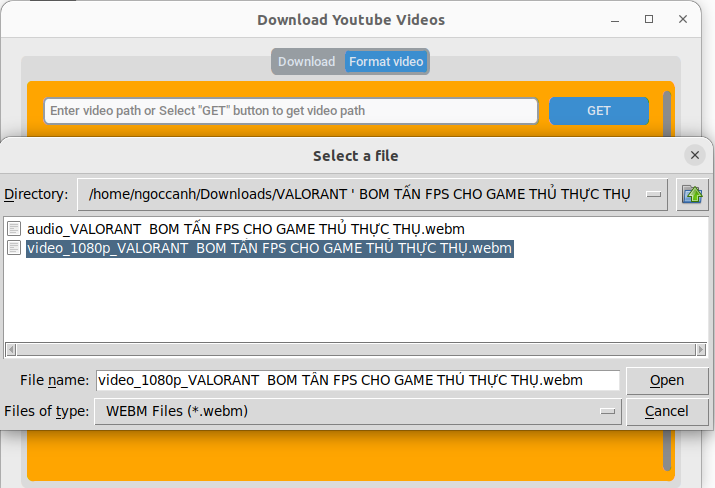 Download Youtube Videos
Download Format video
Enter video path or Select "GET" button to get video path GET
Select a file
Directory: /home/ngoccanh/Downloads/VALORANT ' BOM TẤN FPS CHO GAME THỦ THỰC THỤ
audio_VALORANT  BOM TẤN FPS CHO GAME THỦ THỰC THỤ.webm
video_1080p_VALORANT  BOM TẤN FPS CHO GAME THỦ THỰC THỤ.webm
File name: video_1080p_VALORANT  BOM TẤN FPS CHO GAME THỦ THỰC THỤ.webm Open
Files of type: WEBM Files (*.webm) Cancel